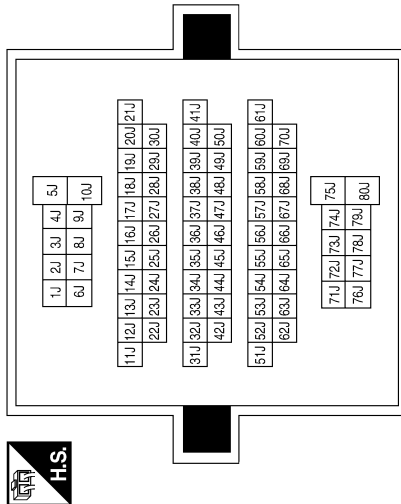 1J 2J 3J 4J 5J
6J 7J 8J 9J 10J
11J 12J 13J 14J 15J 16J 17J 18J 19J 20J 21J
22J 23J 24J 25J 26J 27J 28J 29J 30J
31J 32J 33J 34J 35J 36J 37J 38J 39J 40J 41J
42J 43J 44J 45J 46J 47J 48J 49J 50J
51J 52J 53J 54J 55J 56J 57J 58J 59J 60J 61J
62J 63J 64J 65J 66J 67J 68J 69J 70J
71J 72J 73J 74J 75J
76J 77J 78J 79J 80J
H.S.